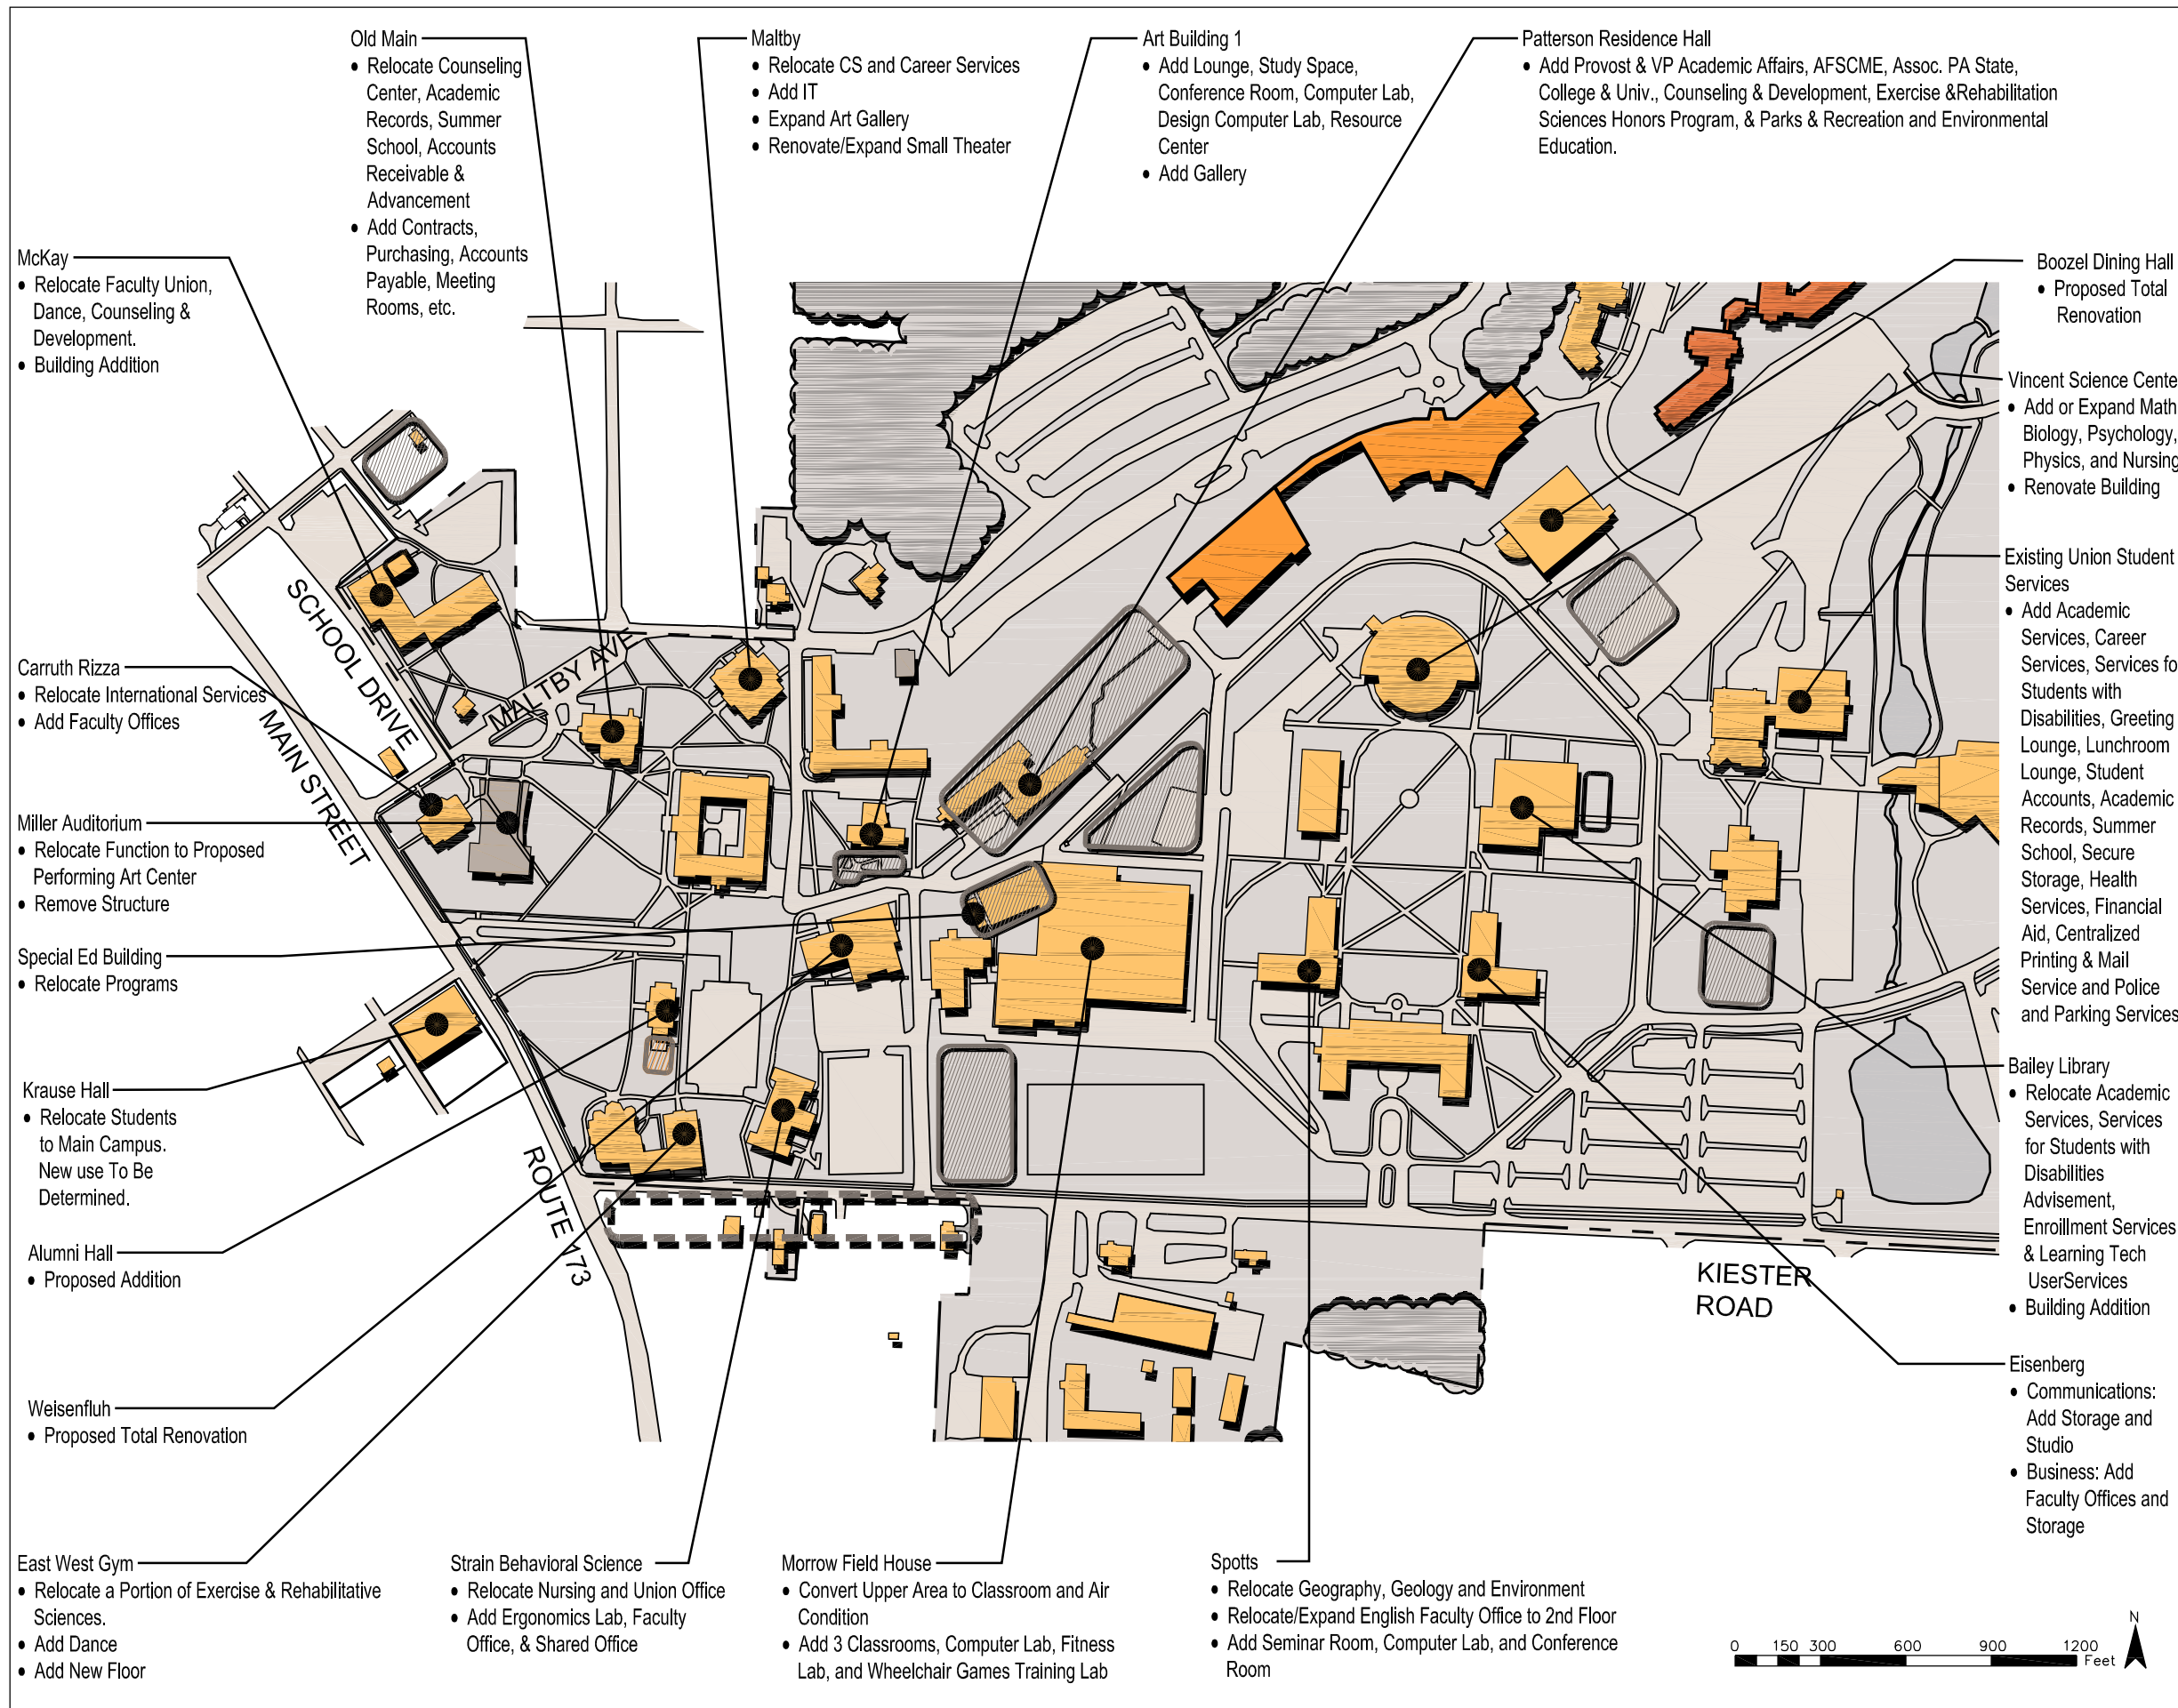 Old Main
• Relocate Counseling
Center, Academic
Records, Summer
School, Accounts
Receivable &
Advancement
• Add Contracts,
Purchasing, Accounts
Payable, Meeting
Rooms, etc.
Maltby
• Relocate CS and Career Services
• Add IT
• Expand Art Gallery
• Renovate/Expand Small Theater
Art Building 1
• Add Lounge, Study Space,
Conference Room, Computer Lab,
Design Computer Lab, Resource
Center
• Add Gallery
Patterson Residence Hall
• Add Provost & VP Academic Affairs, AFSCME, Assoc. PA State,
College & Univ., Counseling & Development, Exercise &Rehabilitation
Sciences Honors Program, & Parks & Recreation and Environmental
Education.
McKay
• Relocate Faculty Union,
Dance, Counseling &
Development.
• Building Addition
Boozel Dining Hall
• Proposed Total
Renovation
Vincent Science Cente
• Add or Expand Math
Biology, Psychology,
Physics, and Nursing
• Renovate Building
Existing Union Student
Services
• Add Academic
Services, Career
Services, Services fo
Students with
Disabilities, Greeting
Lounge, Lunchroom
Lounge, Student
Accounts, Academic
Records, Summer
School, Secure
Storage, Health
Services, Financial
Aid, Centralized
Printing & Mail
Service and Police
and Parking Services
SCHOOL DRIVE
MALTBY AVE
MAIN STREET
Carruth Rizza
• Relocate International Services
• Add Faculty Offices
Miller Auditorium
• Relocate Function to Proposed
Performing Art Center
• Remove Structure
Special Ed Building
• Relocate Programs
Krause Hall
• Relocate Students
to Main Campus.
New use To Be
Determined.
Alumni Hall
• Proposed Addition
Weisenfluh
• Proposed Total Renovation
ROUTE 173
KIESTER
ROAD
Bailey Library
• Relocate Academic
Services, Services
for Students with
Disabilities
Advisement,
Enroillment Services
& Learning Tech
UserServices
• Building Addition
Eisenberg
• Communications:
Add Storage and
Studio
• Business: Add
Faculty Offices and
Storage
East West Gym
• Relocate a Portion of Exercise & Rehabilitative
Sciences.
• Add Dance
• Add New Floor
Strain Behavioral Science
• Relocate Nursing and Union Office
• Add Ergonomics Lab, Faculty
Office, & Shared Office
Morrow Field House
• Convert Upper Area to Classroom and Air
Condition
• Add 3 Classrooms, Computer Lab, Fitness
Lab, and Wheelchair Games Training Lab
Spotts
• Relocate Geography, Geology and Environment
• Relocate/Expand English Faculty Office to 2nd Floor
• Add Seminar Room, Computer Lab, and Conference
Room
0 150 300 600 900 1200
Feet
N